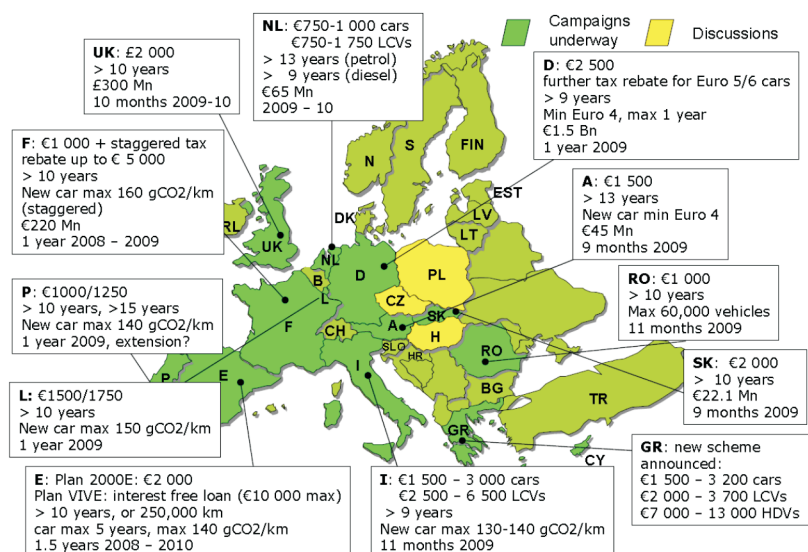 Campaigns underway
Discussions
UK: £2 000
> 10 years
£300 Mn
10 months 2009-10
NL: €750-1 000 cars
€750-1 750 LCVs
> 13 years (petrol)
> 9 years (diesel)
€65 Mn
2009 – 10
D: €2 500
further tax rebate for Euro 5/6 cars
> 9 years
Min Euro 4, max 1 year
€1.5 Bn
1 year 2009
F: €1 000 + staggered tax
rebate up to € 5 000
> 10 years
New car max 160 gCO2/km
(staggered)
€220 Mn
1 year 2008 – 2009
A: €1 500
> 13 years
New car min Euro 4
€45 Mn
9 months 2009
RO: €1 000
> 10 years
Max 60,000 vehicles
11 months 2009
P: €1000/1250
> 10 years, >15 years
New car max 140 gCO2/km
1 year 2009, extension?
SK: €2 000
> 10 years
€22.1 Mn
9 months 2009
L: €1500/1750
> 10 years
New car max 150 gCO2/km
1 year 2009
GR: new scheme
announced:
€1 500 – 3 200 cars
€2 000 – 3 700 LCVs
€7 000 – 13 000 HDVs
E: Plan 2000E: €2 000
Plan VIVE: interest free loan (€10 000 max)
> 10 years, or 250,000 km
car max 5 years, max 140 gCO2/km
1.5 years 2008 – 2010
I: €1 500 – 3 000 cars
€2 500 – 6 500 LCVs
> 9 years
New car max 130-140 gCO2/km
11 months 2009
N
S
FIN
EST
LV
LT
DK
RL
UK
NL
B
L
D
PL
CZ
SK
F
CH
A
H
SLO
HR
RO
BG
I
P
E
GR
TR
CY